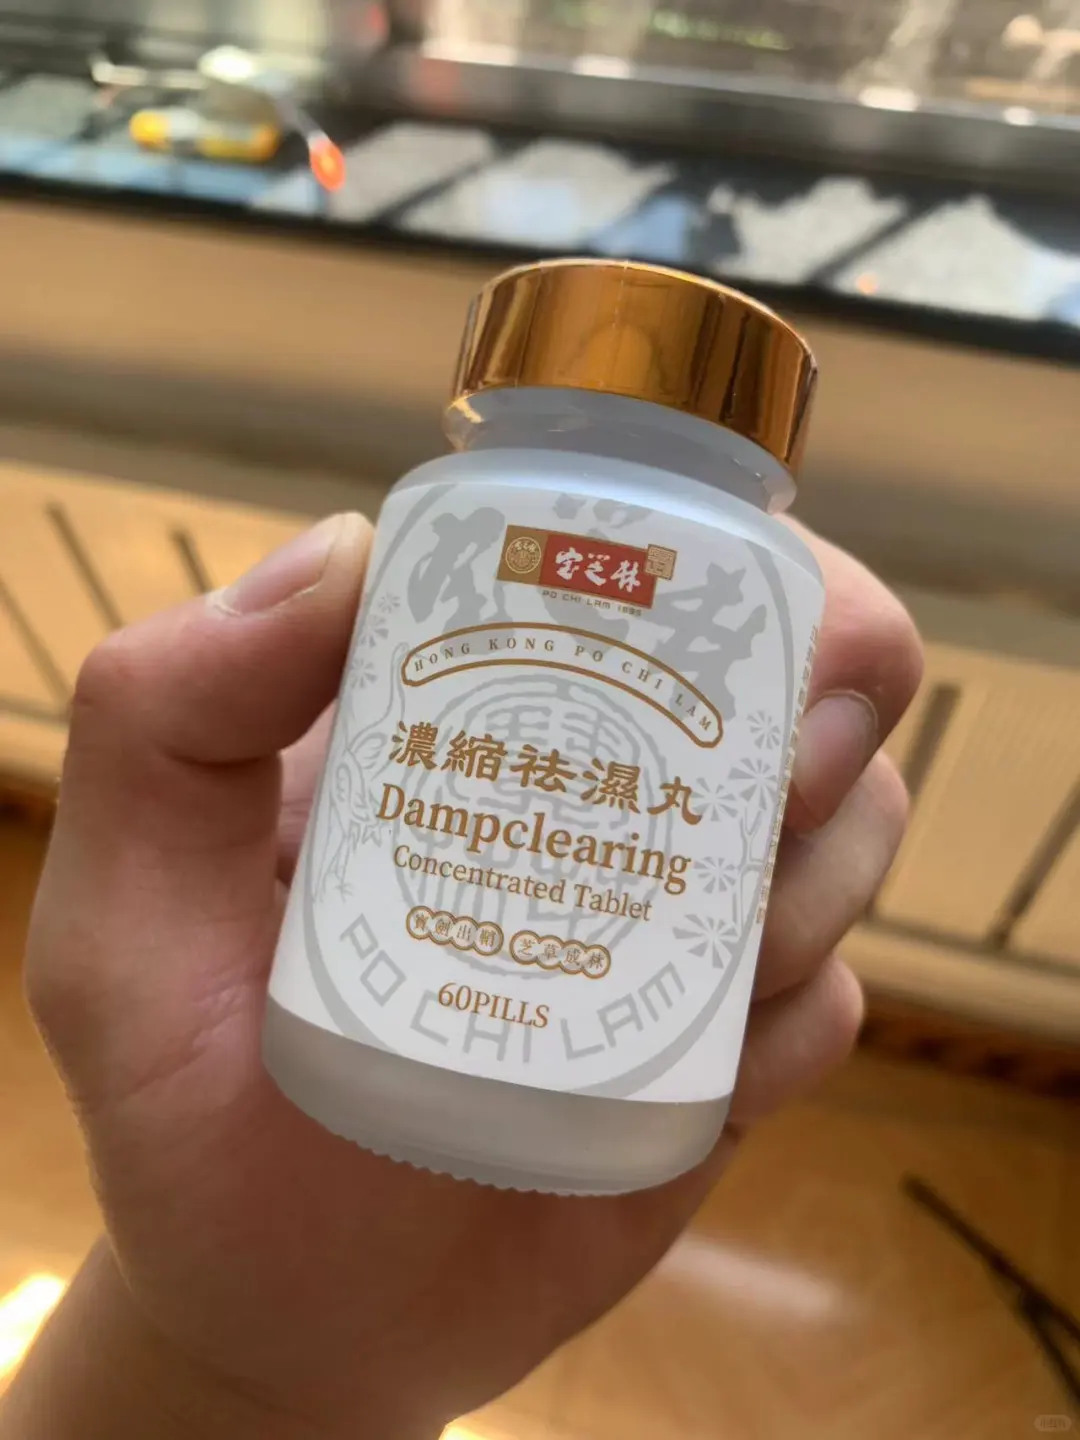 宝芝林
PO CHI LAM 1895
HONG KONG PO CHI LAM
濃縮祛濕丸
Dampclearing
Concentrated Tablet
寶劍出鞘 芝草成林
60PILLS
PO CHI LAM